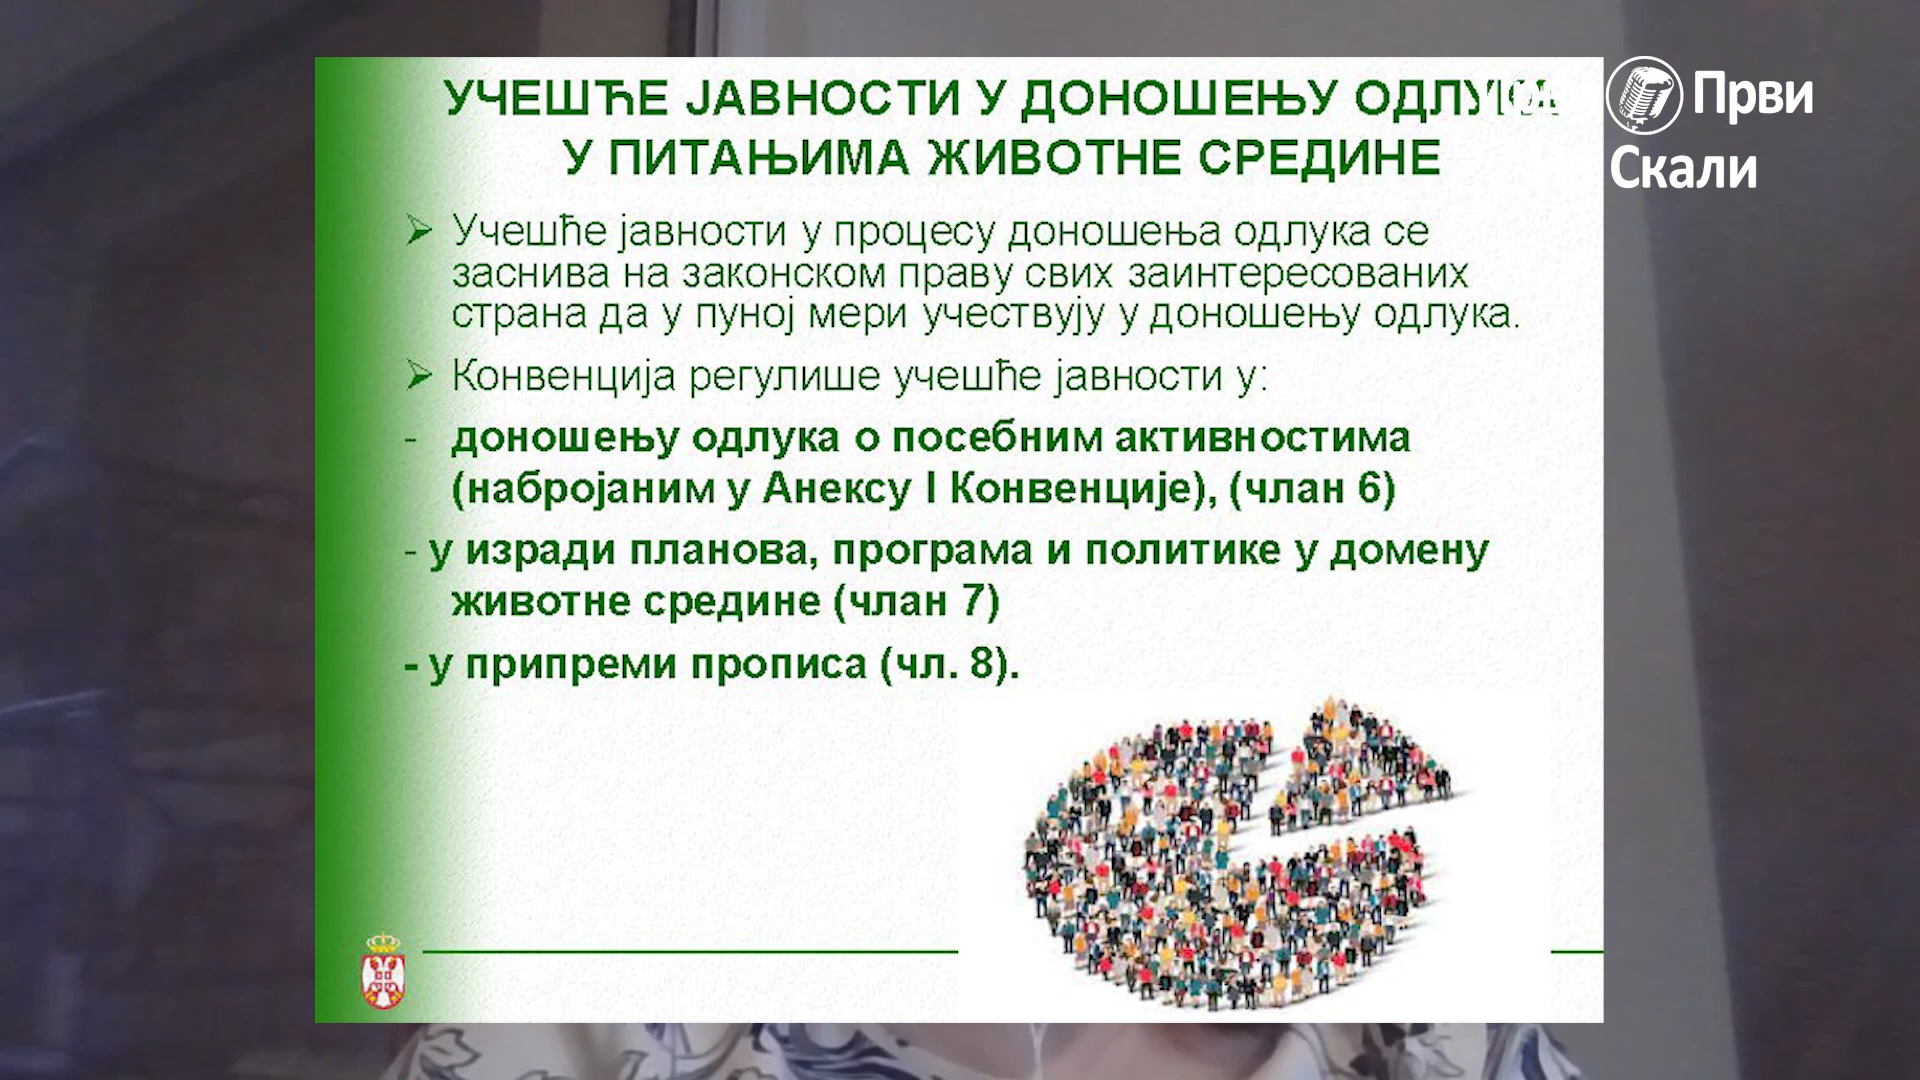 УЧЕШЋЕ ЈАВНОСТИ У ДОНОШЕЊУ
У ПИТАЊИМА ЖИВОТНЕ СРЕДИНЕ
➢ Учешће јавности у процесу доношења одлука се
заснива на законском праву свих заинтересованих
страна да у пуној мери учествују у доношењу одлука.
➢ Конвенција регулише учешће јавности у:
- доношењу одлука о посебним активностима
(набројаним у Анексу I Конвенције), (члан 6)
- у изради планова, програма и политике у домену
животне средине (члан 7)
- у припреми прописа (чл. 8).
Први
Скали